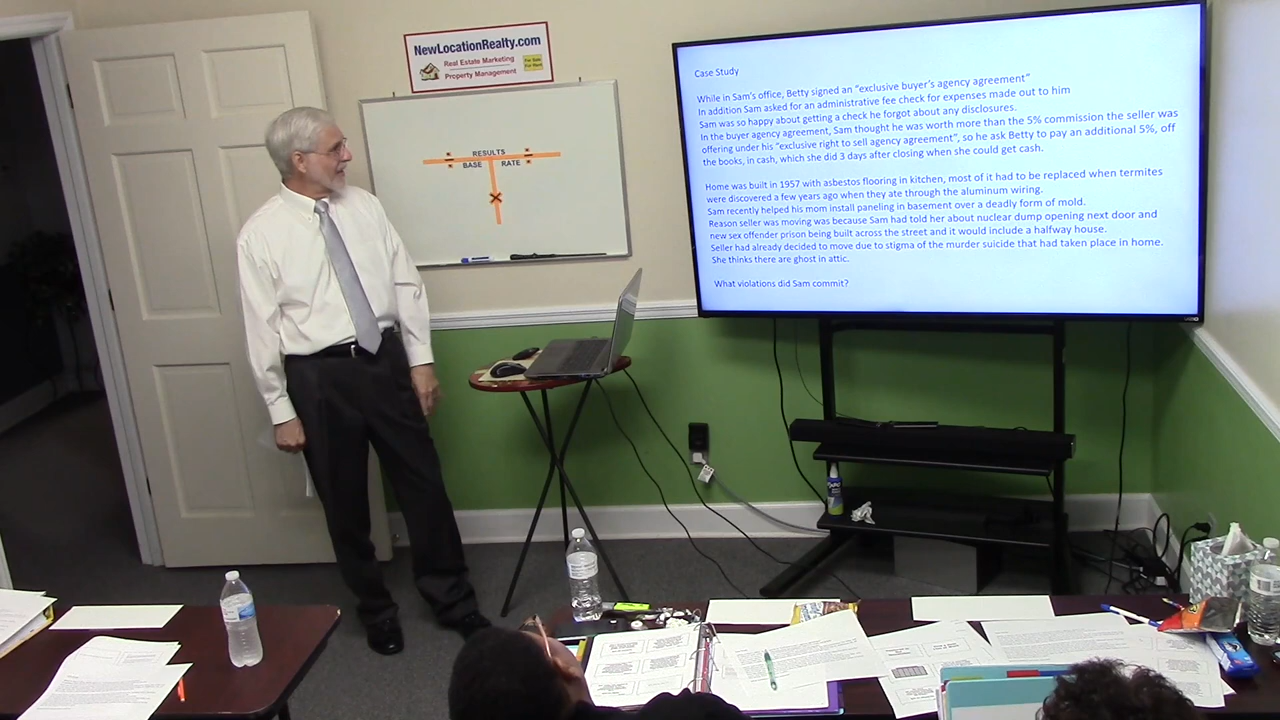 NewLocationRealty.com
Real Estate Marketing
Property Management
For Sale
For Rent
RESULTS
BASE RATE
Case Study
While in Sam's office, Betty signed an "exclusive buyer's agency agreement"
In addition Sam asked for an administrative fee check for expenses made out to him
Sam was so happy about getting a check he forgot about any disclosures.
In the buyer agency agreement, Sam thought he was worth more than the 5% commission the seller was
offering under his "exclusive right to sell agency agreement", so he ask Betty to pay an additional 5%, off
the books, in cash, which she did 3 days after closing when she could get cash.
Home was built in 1957 with asbestos flooring in kitchen, most of it had to be replaced when termites
were discovered a few years ago when they ate through the aluminum wiring.
Sam recently helped his mom install paneling in basement over a deadly form of mold.
Reason seller was moving was because Sam had told her about nuclear dump opening next door and
new sex offender prison being built across the street and it would include a halfway house.
Seller had already decided to move due to stigma of the murder suicide that had taken place in home.
She thinks there are ghost in attic.
What violations did Sam commit?
VIZIO